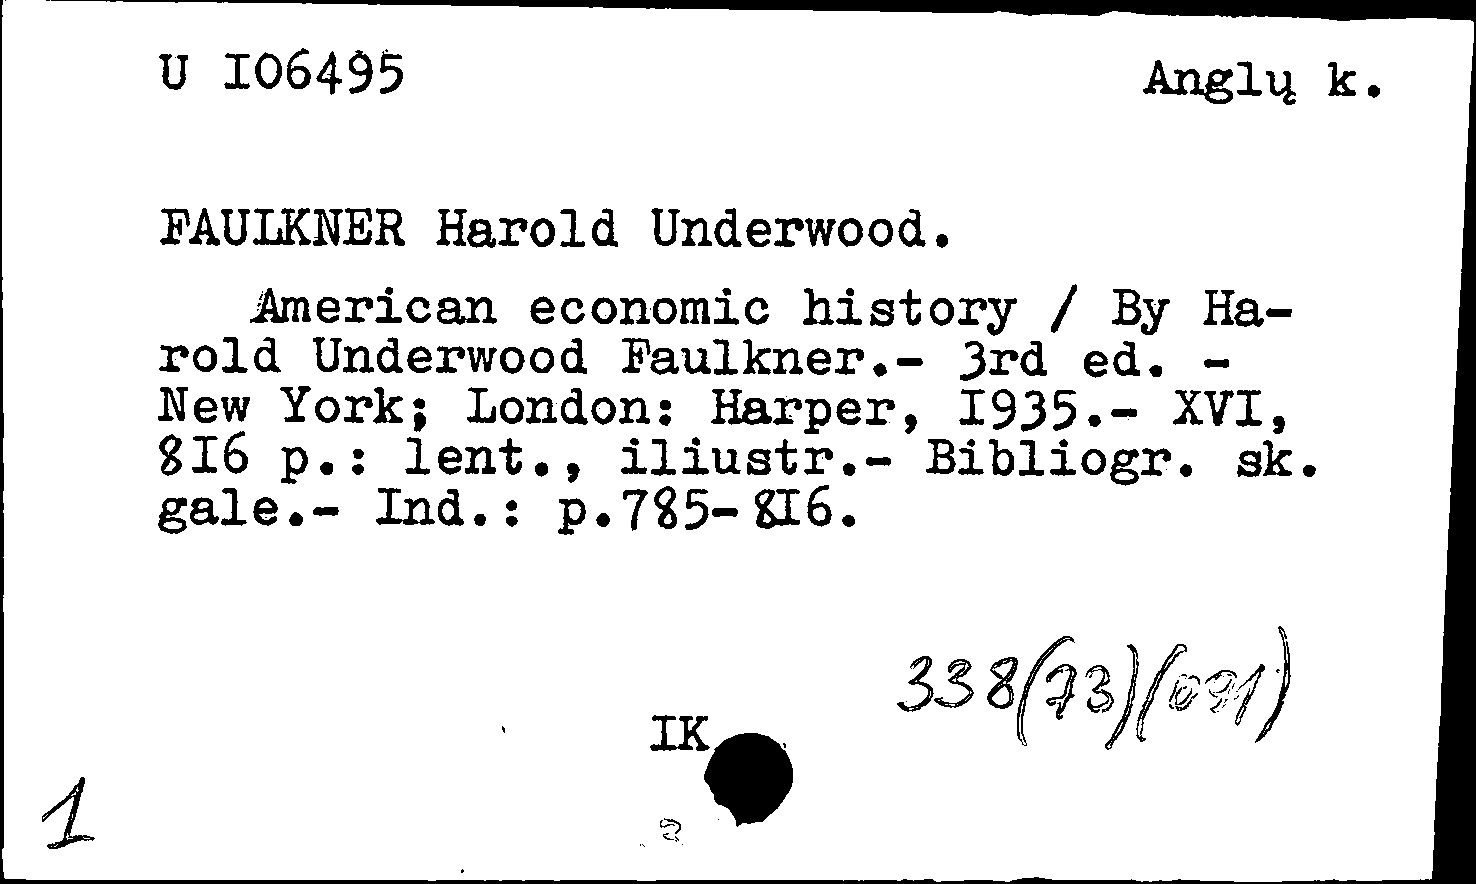 U I06495
Anglų k.
FAULKNER Harold Underwood.
American economic history / By Ha-
rold Underwood Faulkner.- 3rd ed. -
New York; London: Harper, I935.- XVI,
8I6 p.: lent., iliustr.- Bibliogr. sk.
gale.- Ind.: p.785-8I6.
338(73)(091)
IK
1